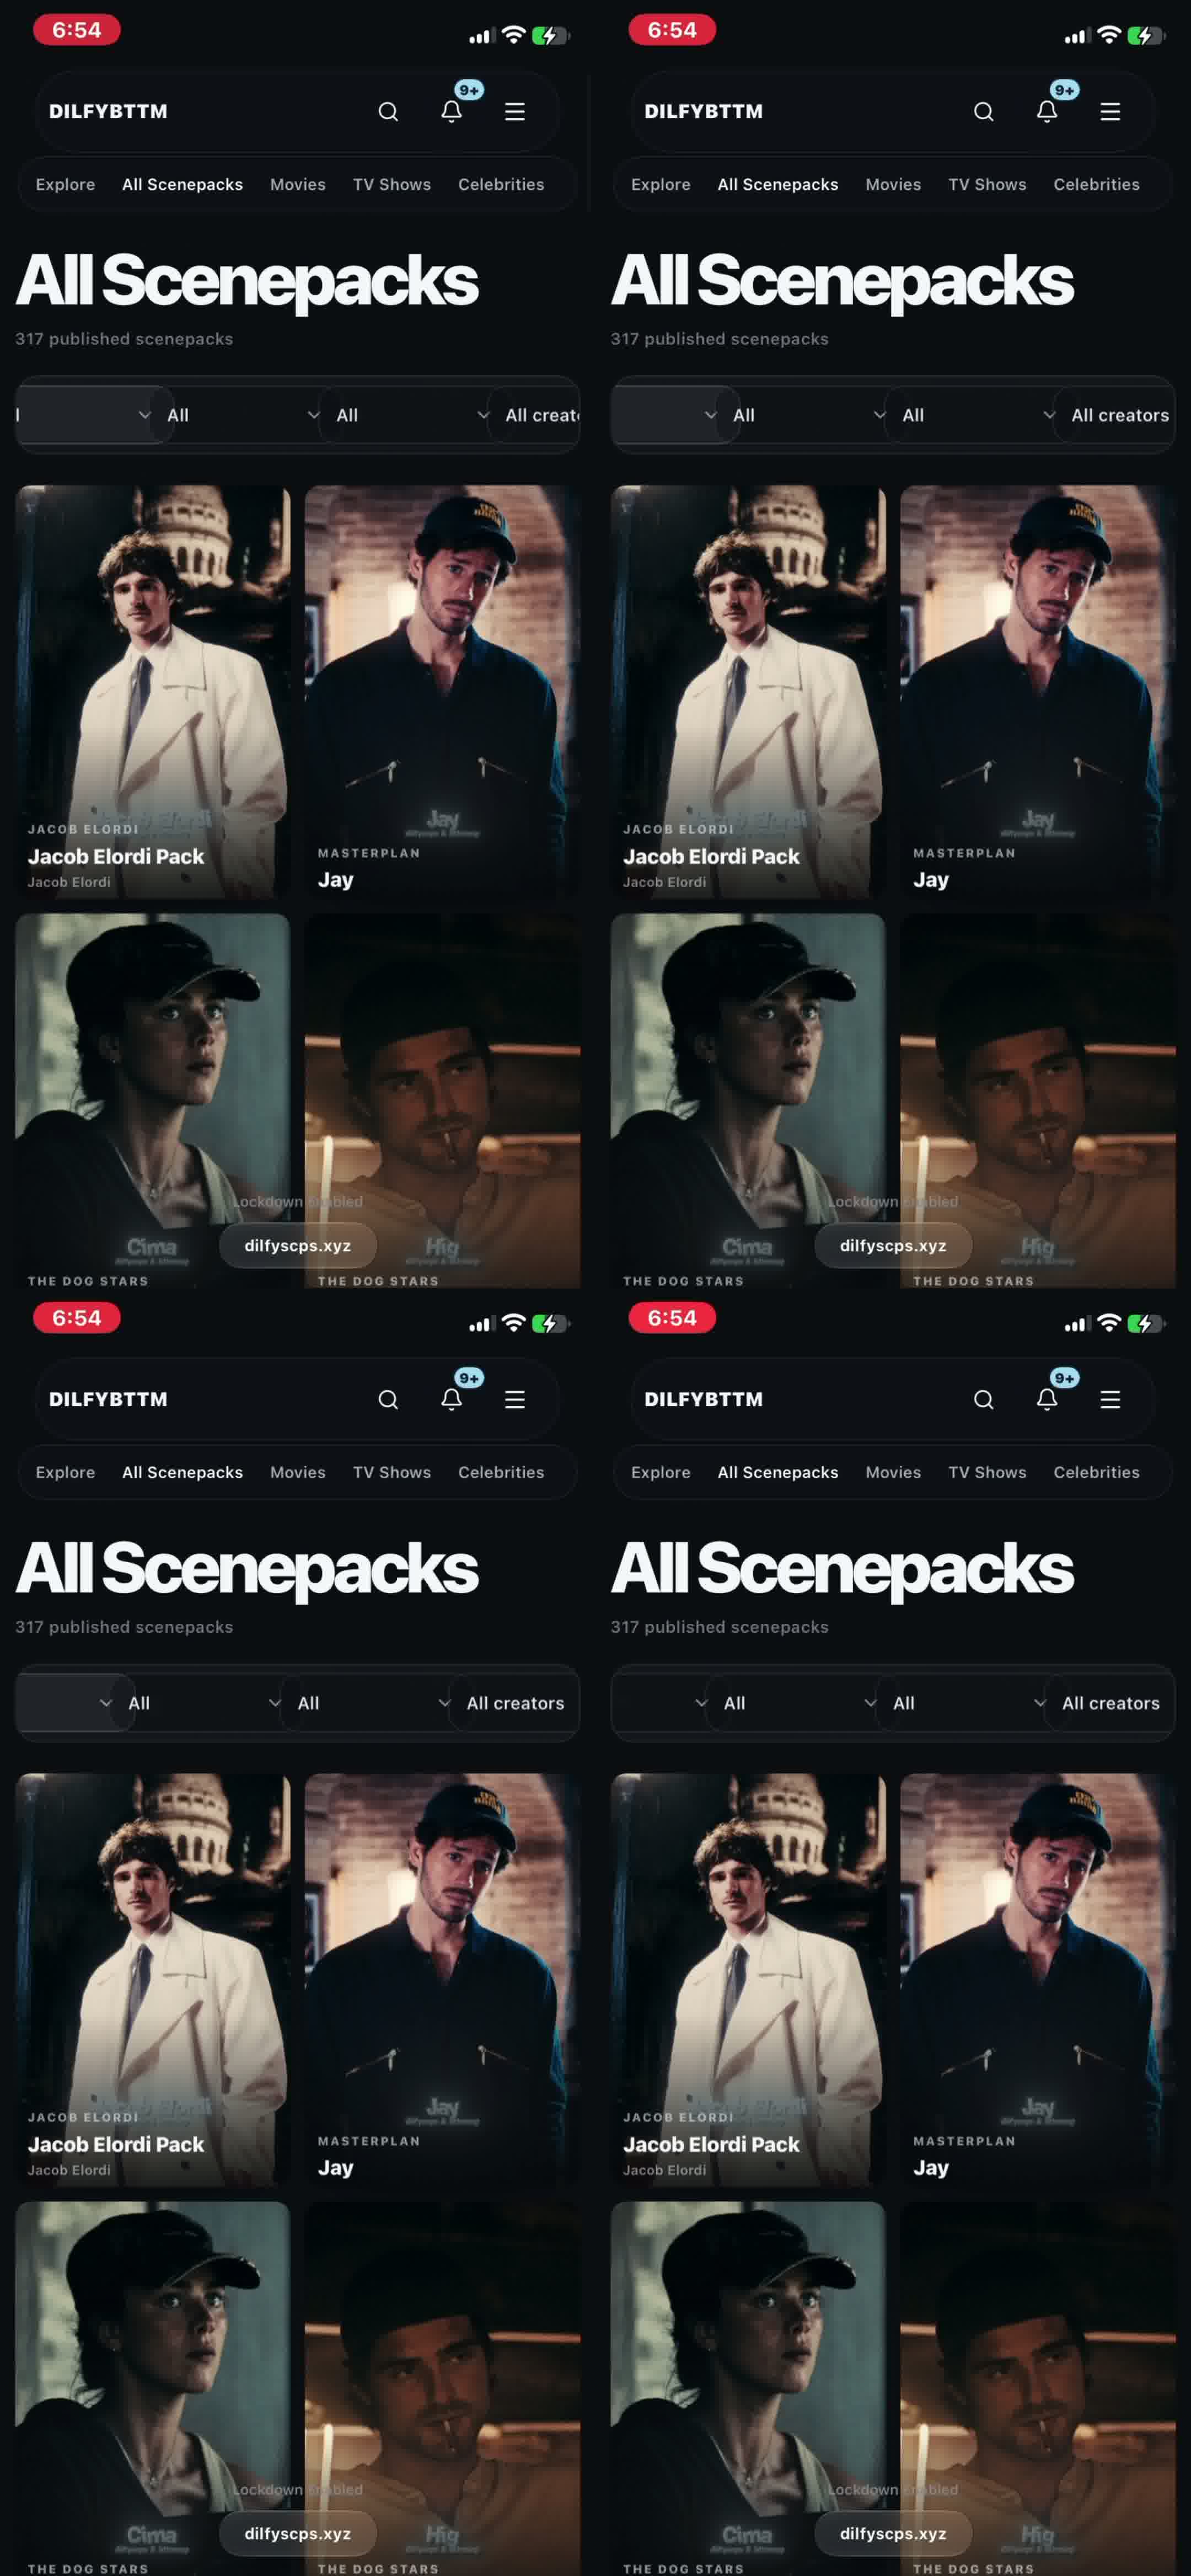 6:54
DILFYBTTM
9+
Explore All Scenepacks Movies TV Shows Celebrities
All Scenepacks
317 published scenepacks
l All All All creat
JACOB ELORDI
Jacob Elordi Pack
Jacob Elordi
Jay
MASTERPLAN
Jay
Lockdown Enabled
dilfyscps.xyz
Cima
Hig
THE DOG STARS
THE DOG STARS
6:54
DILFYBTTM
9+
Explore All Scenepacks Movies TV Shows Celebrities
All Scenepacks
317 published scenepacks
All All All creators
JACOB ELORDI
Jacob Elordi Pack
Jacob Elordi
Jay
MASTERPLAN
Jay
Lockdown Enabled
dilfyscps.xyz
Cima
Hig
THE DOG STARS
THE DOG STARS
6:54
DILFYBTTM
9+
Explore All Scenepacks Movies TV Shows Celebrities
All Scenepacks
317 published scenepacks
All All All creators
JACOB ELORDI
Jacob Elordi Pack
Jacob Elordi
Jay
MASTERPLAN
Jay
Lockdown Enabled
dilfyscps.xyz
Cima
Hig
THE DOG STARS
THE DOG STARS
6:54
DILFYBTTM
9+
Explore All Scenepacks Movies TV Shows Celebrities
All Scenepacks
317 published scenepacks
All All All creators
JACOB ELORDI
Jacob Elordi Pack
Jacob Elordi
Jay
MASTERPLAN
Jay
Lockdown Enabled
dilfyscps.xyz
Cima
Hig
THE DOG STARS
THE DOG STARS